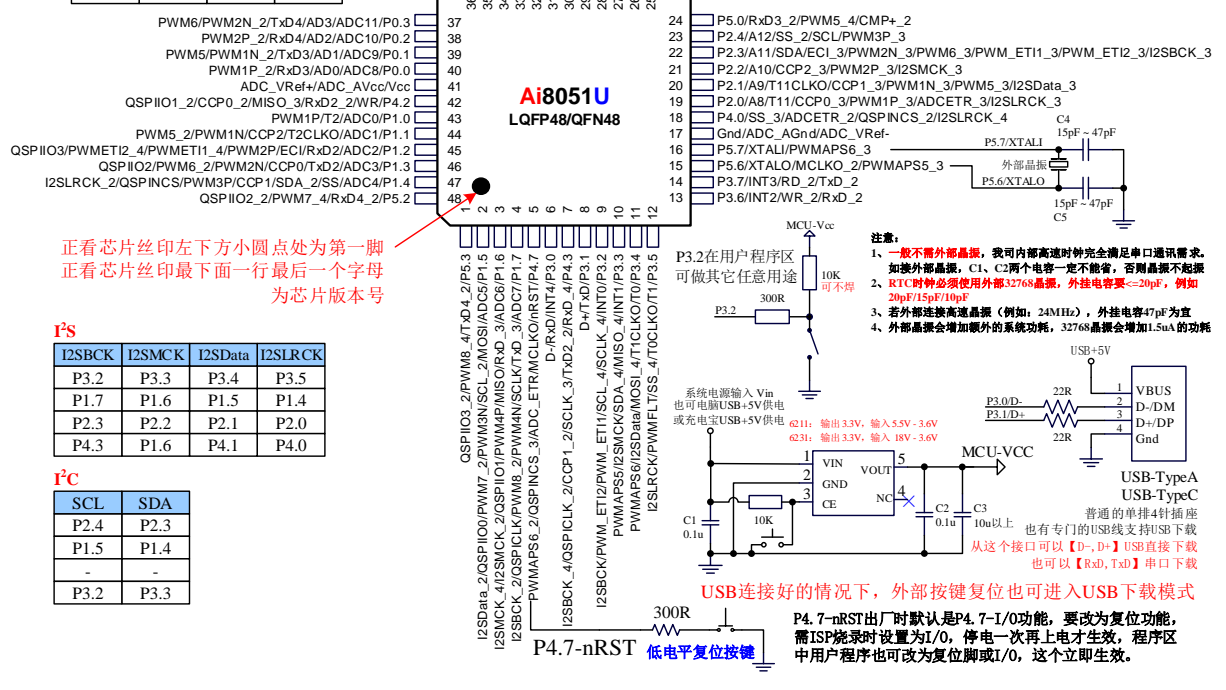 36
35
34
33
32
31
30
29
28
27
26
25
PWM6/PWM2N_2/TxD4/AD3/ADC11/P0.3 37
PWM2P_2/RxD4/AD2/ADC10/P0.2 38
PWM5/PWM1N_2/TxD3/AD1/ADC9/P0.1 39
PWM1P_2/RxD3/AD0/ADC8/P0.0 40
ADC_VRef+/ADC_AVcc/Vcc 41
QSPIIO1_2/CCP0_2/MISO_3/RxD2_2/WR/P4.2 42
PWM1P/T2/ADC0/P1.0 43
PWM5_2/PWM1N/CCP2/T2CLKO/ADC1/P1.1 44
QSPIIO3/PWMETI2_4/PWMETI1_4/PWM2P/ECI/RxD2/ADC2/P1.2 45
QSPIIO2/PWM6_2/PWM2N/CCP0/TxD2/ADC3/P1.3 46
I2SLRCK_2/QSPINCS/PWM3P/CCP1/SDA_2/SS/ADC4/P1.4 47
QSPIIO2_2/PWM7_4/RxD4_2/P5.2 48
Ai8051U
LQFP48/QFN48
24 P5.0/RxD3_2/PWM5_4/CMP+_2
23 P2.4/A12/SS_2/SCL/PWM3P_3
22 P2.3/A11/SDA/ECI_3/PWM2N_3/PWM6_3/PWM_ETI1_3/PWM_ETI2_3/I2SBCK_3
21 P2.2/A10/CCP2_3/PWM2P_3/I2SMCK_3
20 P2.1/A9/T11CLKO/CCP1_3/PWM1N_3/PWM5_3/I2SData_3
19 P2.0/A8/T11/CCP0_3/PWM1P_3/ADCETR_3/I2SLRCK_3
18 P4.0/SS_3/ADCETR_2/QSPINCS_2/I2SLRCK_4
17 Gnd/ADC_AGnd/ADC_VRef-
16 P5.7/XTALI/PWMAPS6_3
15 P5.6/XTALO/MCLKO_2/PWMAPS5_3
14 P3.7/INT3/RD_2/TxD_2
13 P3.6/INT2/WR_2/RxD_2
C4
15pF ~ 47pF
P5.7/XTALI
外部晶振
P5.6/XTALO
15pF ~ 47pF
C5
1 QSPIIO3_2/PWM8_4/TxD4_2/P5.3
2 I2SData_2/QSPIIO0/PWM7_2/PWM3N/SCL_2/MOSI/ADC5/P1.5
3 I2SMCK_4/I2SMCK_2/QSPIIO1/PWM4P/MISO/RxD_3/ADC6/P1.6
4 I2SBCK_2/QSPICLK/PWM8_2/PWM4N/SCLK/TxD_3/ADC7/P1.7
5 PWMAPS6_2/QSPINCS_3/ADC_ETR/MCLKO/nRST/P4.7
6 D-/RxD/INT4/P3.0
7 I2SBCK_4/QSPICLK_2/CCP1_2/SCLK_3/TxD2_2/RxD_4/P4.3
8 D+/TxD/P3.1
9 I2SBCK/PWM_ETI2/PWM_ETI1/SCL_4/SCLK_4/INT0/P3.2
10 PWMAPS5/I2SMCK/SDA_4/MISO_4/INT1/P3.3
11 PWMAPS6/I2SData/MOSI_4/T1CLKO/T0/P3.4
12 I2SLRCK/PWMFLT/SS_4/T0CLKO/T1/P3.5
正看芯片丝印左下方小圆点处为第一脚
正看芯片丝印最下面一行最后一个字母
为芯片版本号
I²S
I2SBCK I2SMCK I2SData I2SLRCK
P3.2 P3.3 P3.4 P3.5
P1.7 P1.6 P1.5 P1.4
P2.3 P2.2 P2.1 P2.0
P4.3 P1.6 P4.1 P4.0
I²C
SCL SDA
P2.4 P2.3
P1.5 P1.4
- -
P3.2 P3.3
MCU-Vcc
P3.2在用户程序区
可做其它任意用途
10K
可不焊
300R
P3.2
注意:
1、一般不需外部晶振，我司内部高速时钟完全满足串口通讯需求。
如接外部晶振，C1、C2两个电容一定不能省，否则晶振不起振
2、RTC时钟必须使用外部32768晶振，外挂电容要<=20pF，例如
20pF/15pF/10pF
3、若外部连接高速晶振（例如: 24MHz），外挂电容47pF为宜
4、外部晶振会增加额外的系统功耗，32768晶振会增加1.5uA的功耗
系统电源输入 Vin
也可电脑USB+5V供电
或充电宝USB+5V供电
6211: 输出3.3V, 输入5.5V - 3.6V
6231: 输出3.3V, 输入 18V - 3.6V
1 VIN
2 GND
3 CE
VOUT 5
NC 4
MCU-VCC
C1
0.1u
10K
C2
0.1u
C3
10u以上
USB+5V
P3.0/D-
P3.1/D+
22R
22R
1 VBUS
2 D-/DM
3 D+/DP
4 Gnd
USB-TypeA
USB-TypeC
普通的单排4针插座
也有专门的USB线支持USB下载
从这个接口可以【D-,D+】USB直接下载
也可以【RxD,TxD】串口下载
USB连接好的情况下，外部按键复位也可进入USB下载模式
300R
P4.7-nRST
低电平复位按键
P4.7-nRST出厂时默认是P4.7-I/O功能，要改为复位功能，
需ISP烧录时设置为I/O，停电一次再上电才生效，程序区
中用户程序也可改为复位脚或I/O，这个立即生效。